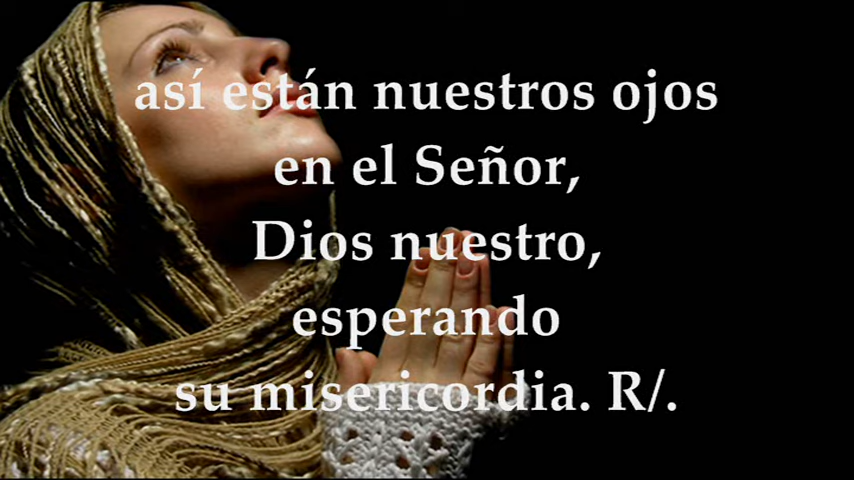 así están nuestros ojos
en el Señor,
Dios nuestro,
esperando
su misericordia. R/.